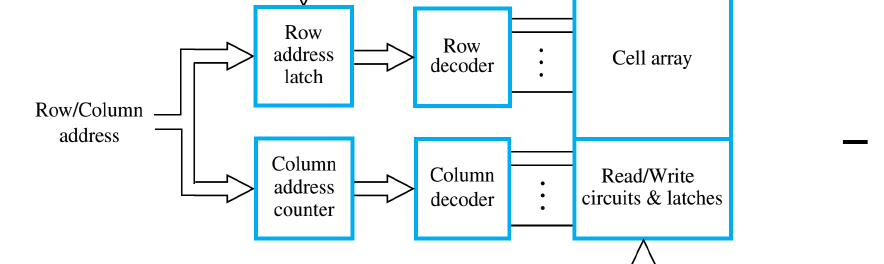 Row
address
latch
Row
decoder
Cell array
Row/Column
address
Column
address
counter
Column
decoder
Read/Write
circuits & latches